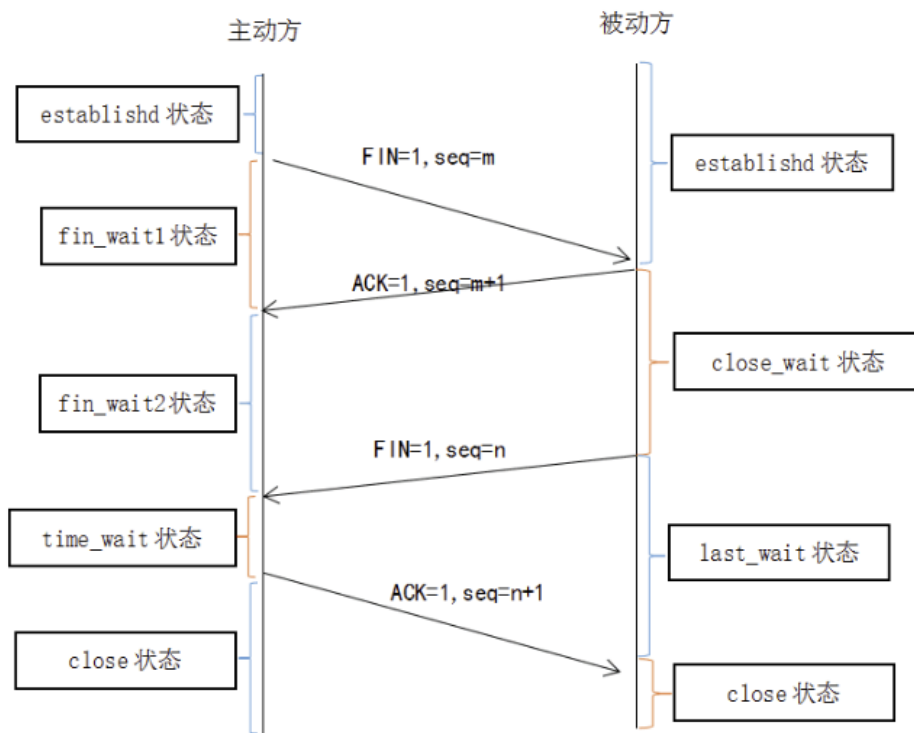 主动方
被动方
establishd 状态
FIN=1,seq=m
establishd 状态
fin_wait1 状态
ACK=1,seq=m+1
close_wait 状态
fin_wait2 状态
FIN=1,seq=n
time_wait 状态
last_wait 状态
ACK=1,seq=n+1
close 状态
close 状态